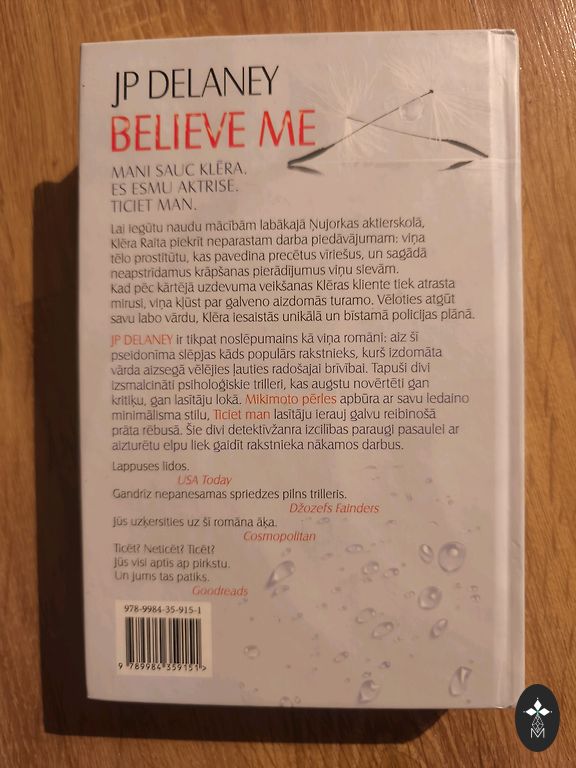 JP DELANEY
BELIEVE ME
MANI SAUC KLĒRA.
ES ESMU AKTRISE.
TICIET MAN.
Lai iegūtu naudu mācībām labākajā Ņujorkas aktierskolā,
Klēra Raita piekrīt neparastam darba piedāvājumam: viņa
tēlo prostitūtu, kas pavedina precētus vīriešus, un sagādā
neapstrīdamus krāpšanas pierādījumus viņu sievām.
Kad pēc kārtējā uzdevuma veikšanas Klēras kliente tiek atrasta
mirusi, viņa kļūst par galveno aizdomās turamo. Vēloties atgūt
savu labo vārdu, Klēra iesaistās unikālā un bīstamā policijas plānā.
JP DELANEY ir tikpat noslēpumains kā viņa romāni: aiz šī
pseidonīma slēpjas kāds populārs rakstnieks, kurš izdomāta
vārda aizsegā vēlējies ļauties radošajai brīvībai. Tapuši divi
izsmalcināti psiholoģiskie trilleri, kas augstu novērtēti gan
kritiķu, gan lasītāju lokā. Mikimoto pērles apbūra ar savu ledaino
minimālisma stilu, Ticiet man lasītāju ierauj galvu reibinošā
prāta rēbusā. Šie divi detektīvžanra izcilības paraugi pasaulei ar
aizturētu elpu liek gaidīt rakstnieka nākamos darbus.
Lappuses lidos.
USA Today
Gandrīz nepanesamas spriedzes pilns trilleris.
Džozefs Fainders
Jūs uzķersities uz šī romāna āķa.
Cosmopolitan
Ticēt? Neticēt? Ticēt?
Jūs visi aptīs ap pirkstu.
Un jums tas patiks.
Goodreads
978-9984-35-915-1
9 789984 359151 >